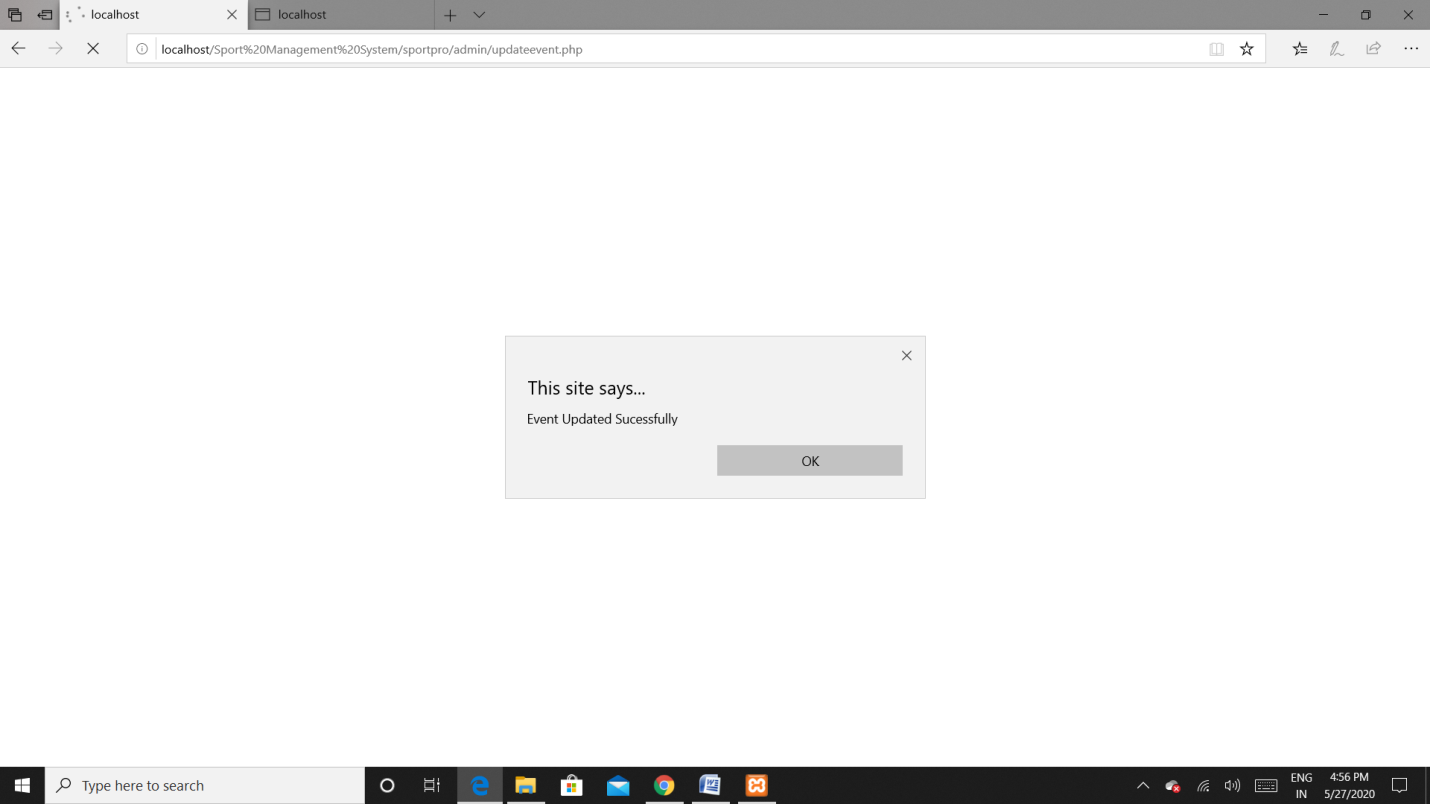 localhost
localhost
localhost/Sport%20Management%20System/sportpro/admin/updateevent.php
This site says...
Event Updated Sucessfully
OK
Type here to search
ENG
4:56 PM
IN
5/27/2020